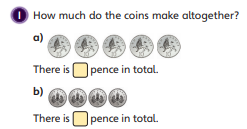 1 How much do the coins make altogether?
a)
There is pence in total.
b)
There is pence in total.